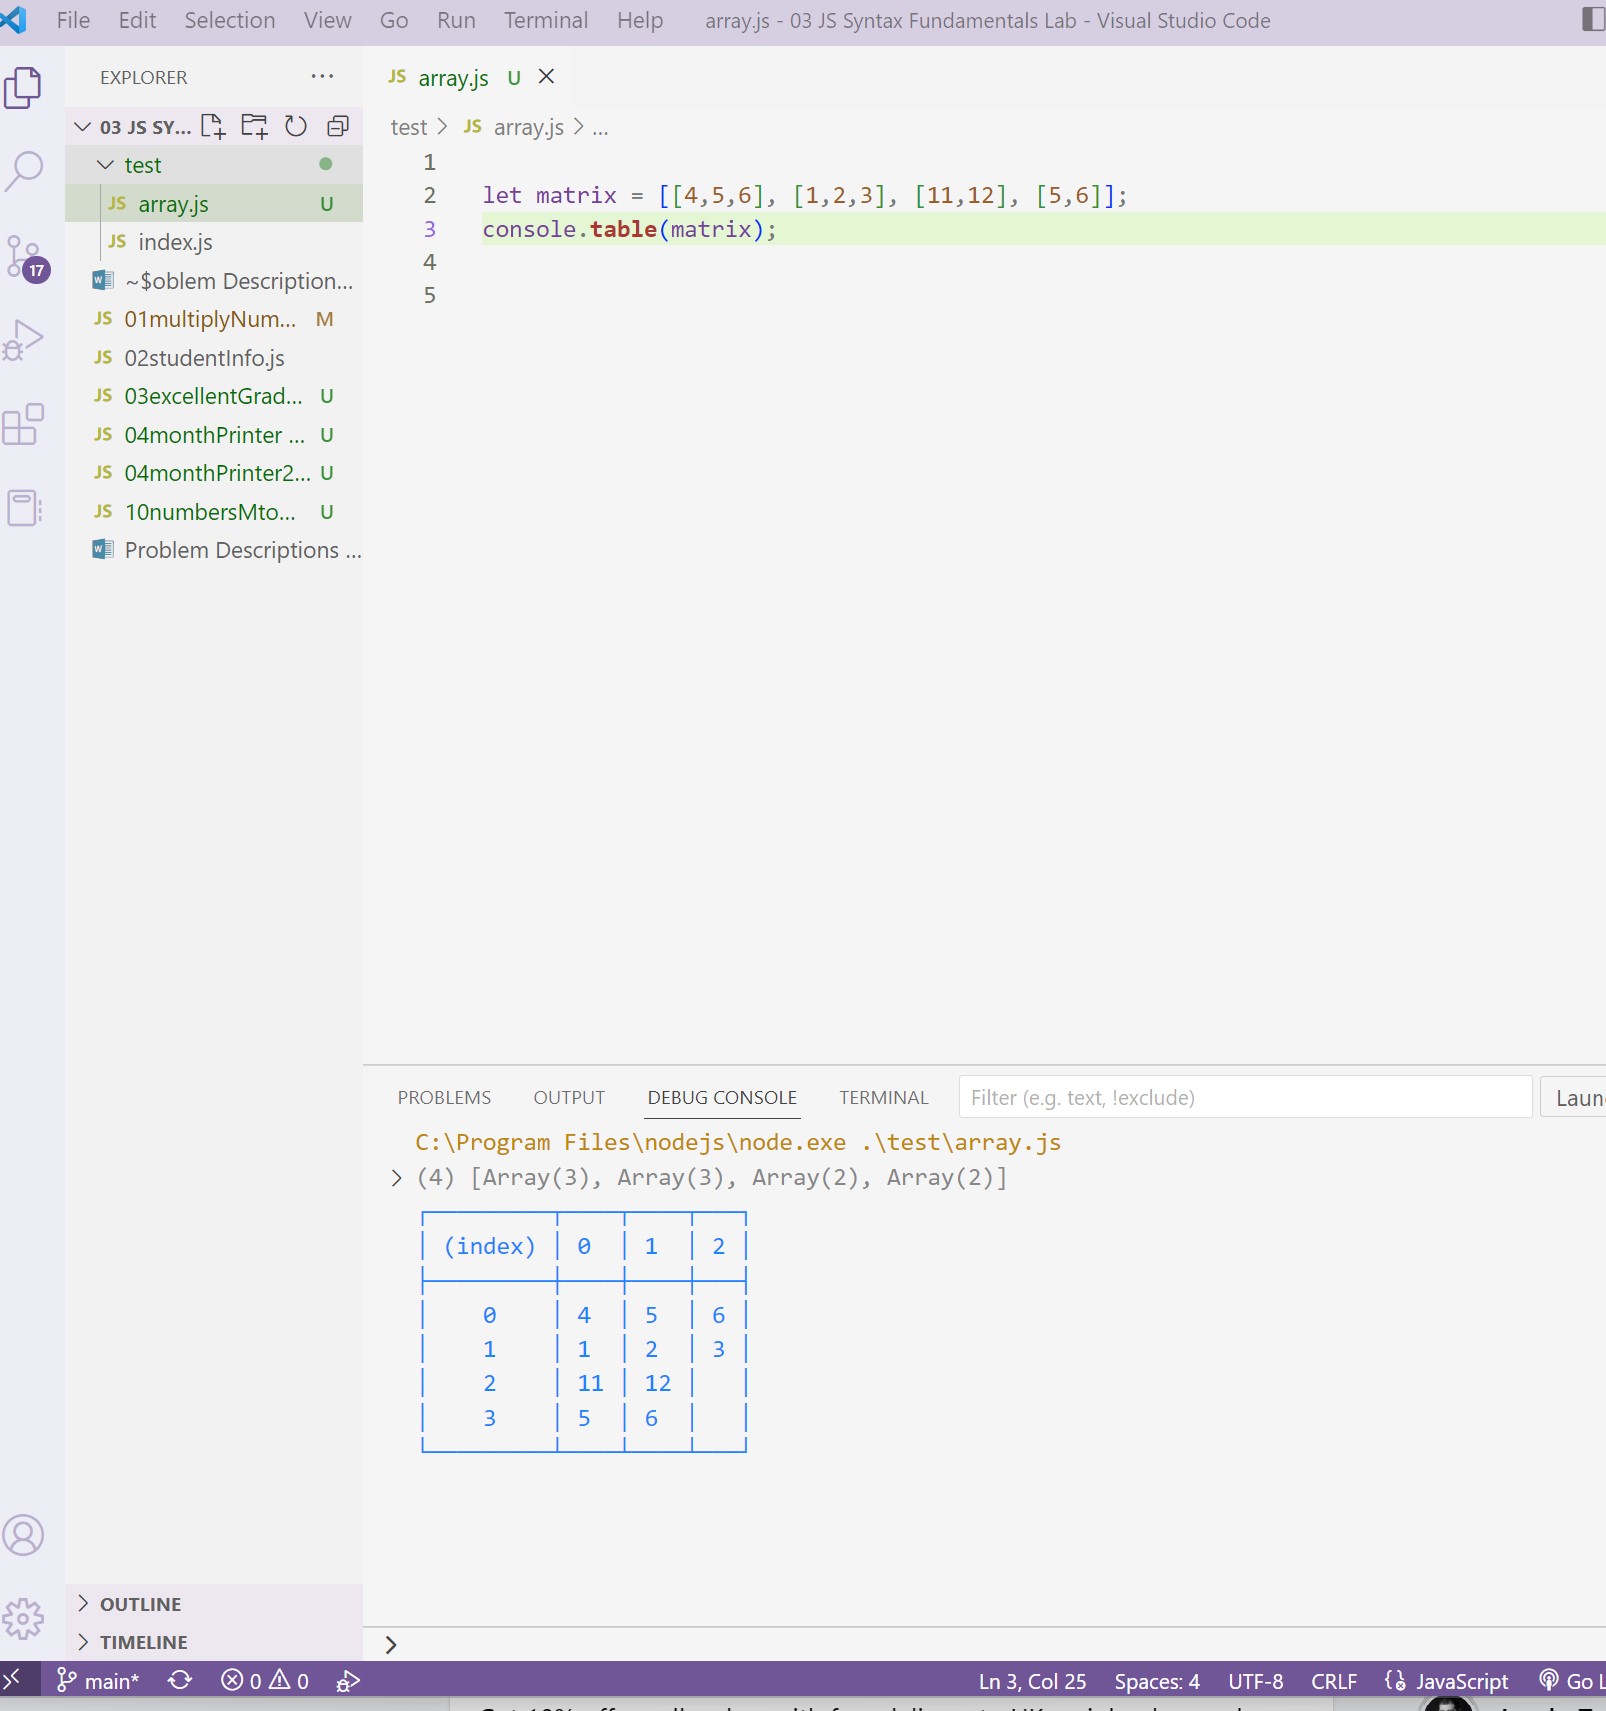 File Edit Selection View Go Run Terminal Help array.js - 03 JS Syntax Fundamentals Lab - Visual Studio Code
EXPLORER ...
03 JS SY...
test
JS array.js U
JS index.js
~$oblem Description...
JS 01multiplyNum... M
JS 02studentInfo.js
JS 03excellentGrad... U
JS 04monthPrinter ... U
JS 04monthPrinter2... U
JS 10numbersMto... U
Problem Descriptions ...
17
OUTLINE
TIMELINE
JS array.js U
test > JS array.js > ...
1
2 let matrix = [[4,5,6], [1,2,3], [11,12], [5,6]];
3 console.table(matrix);
4
5
PROBLEMS OUTPUT DEBUG CONSOLE TERMINAL Filter (e.g. text, !exclude) Laun
C:\Program Files\nodejs\node.exe .\test\array.js
> (4) [Array(3), Array(3), Array(2), Array(2)]
(index) 0 1 2
0 4 5 6
1 1 2 3
2 11 12
3 5 6
>
main* 0 0 Ln 3, Col 25 Spaces: 4 UTF-8 CRLF JavaScript Go L